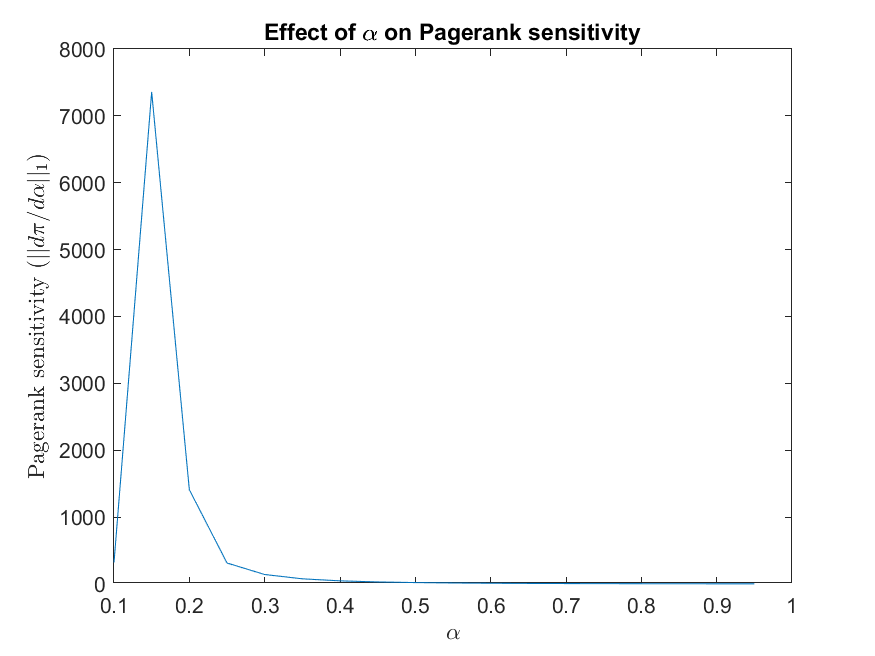 Effect of α on Pagerank sensitivity
8000
7000
6000
5000
4000
3000
2000
1000
0
Pagerank sensitivity (||dπ/dα||₁)
0.1 0.2 0.3 0.4 0.5 0.6 0.7 0.8 0.9 1
α